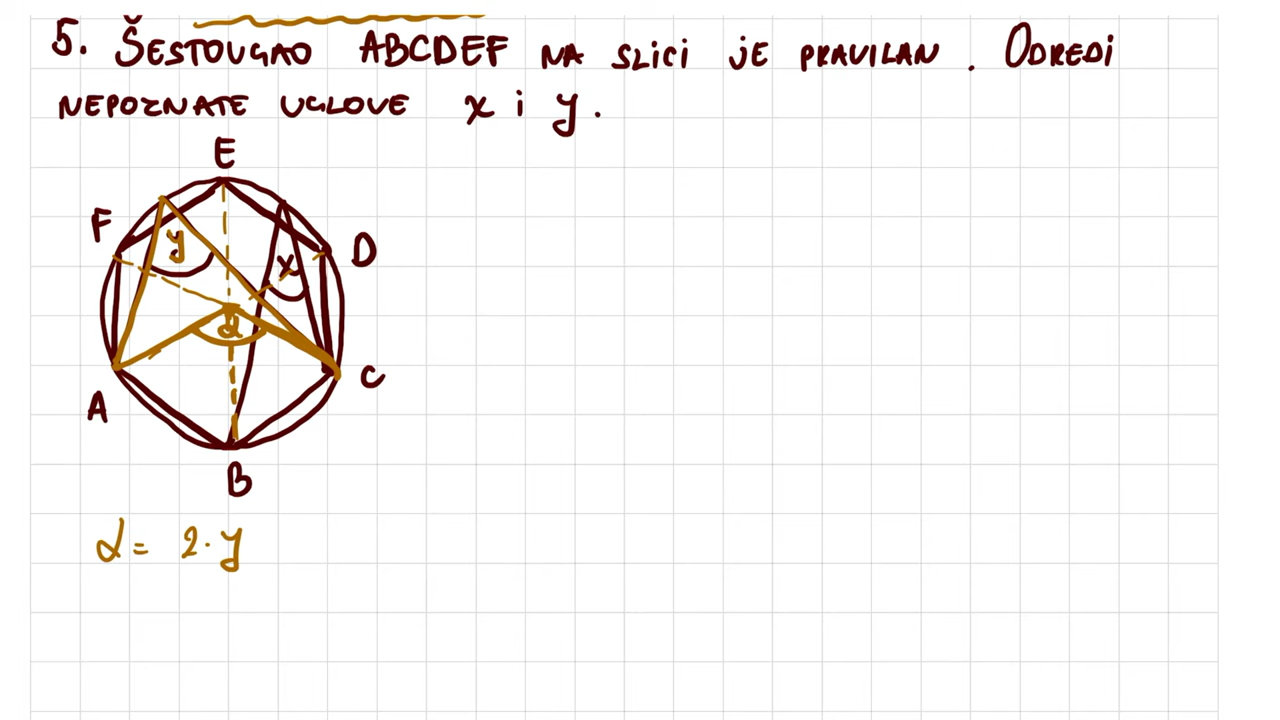 5. ŠESTOUGAO ABCDEF NA SLICI JE PRAVILAN. ODREDI
NEPOZNATE UGLOVE x i y.
E
F
D
y
x
α
A
C
B
α = 2·y